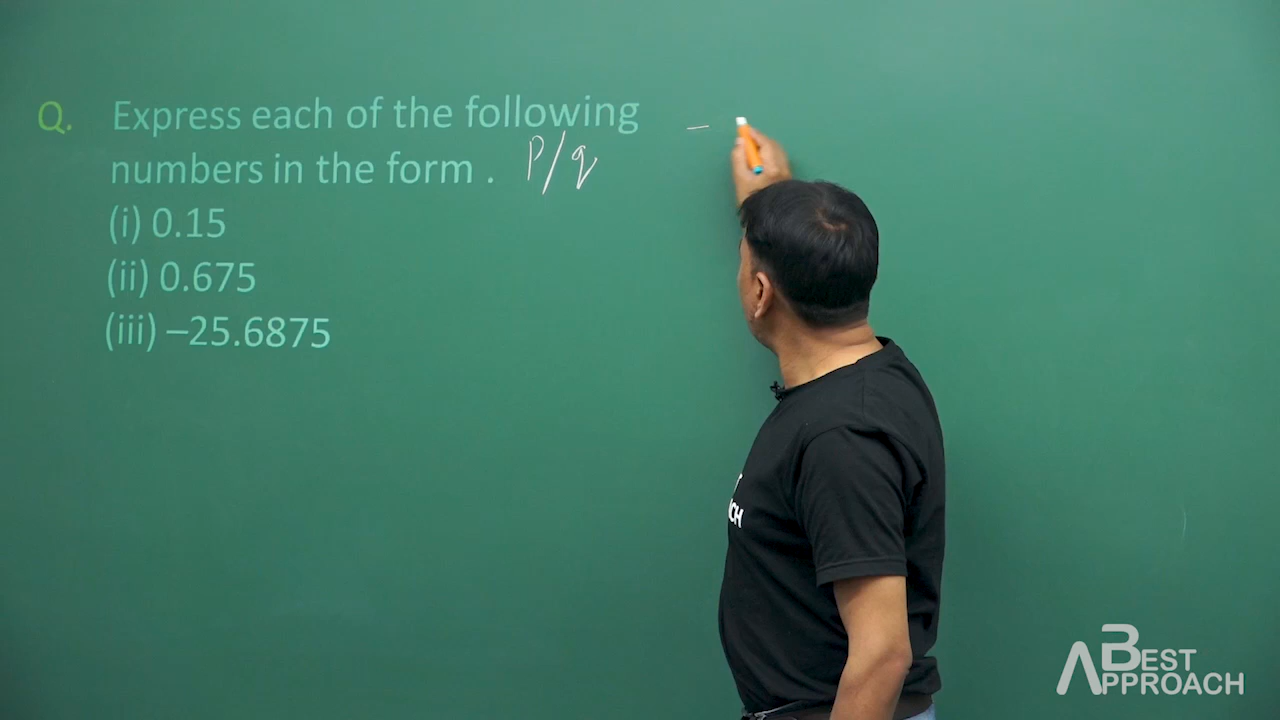 Q. Express each of the following
numbers in the form . P/q
(i) 0.15
(ii) 0.675
(iii) –25.6875
BEST
APPROACH